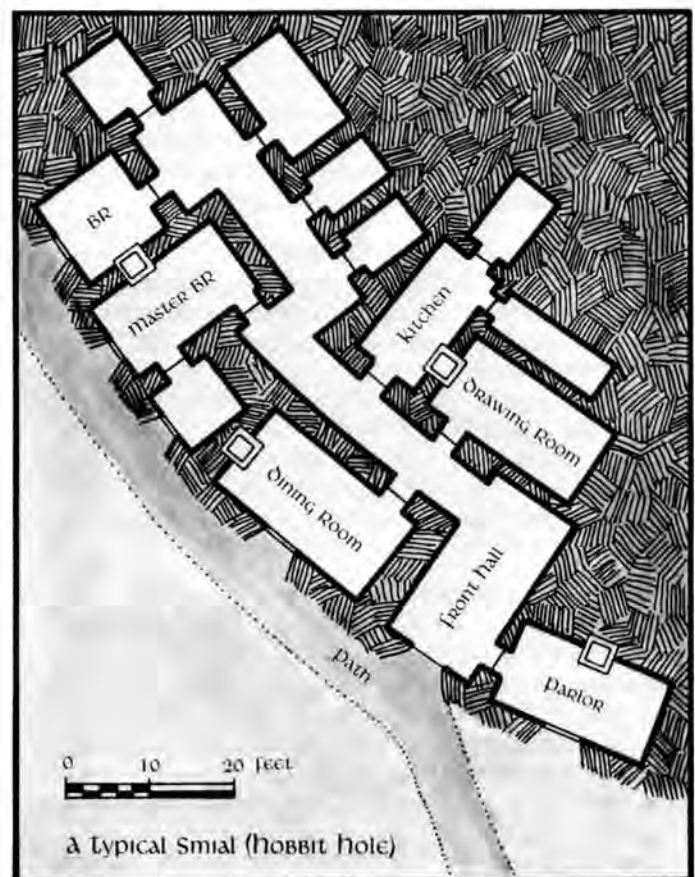 BR
Master BR
Kitchen
Drawing Room
Dining Room
Front Hall
Parlor
Path
0 10 20 feet
A Typical Smial (Hobbit Hole)